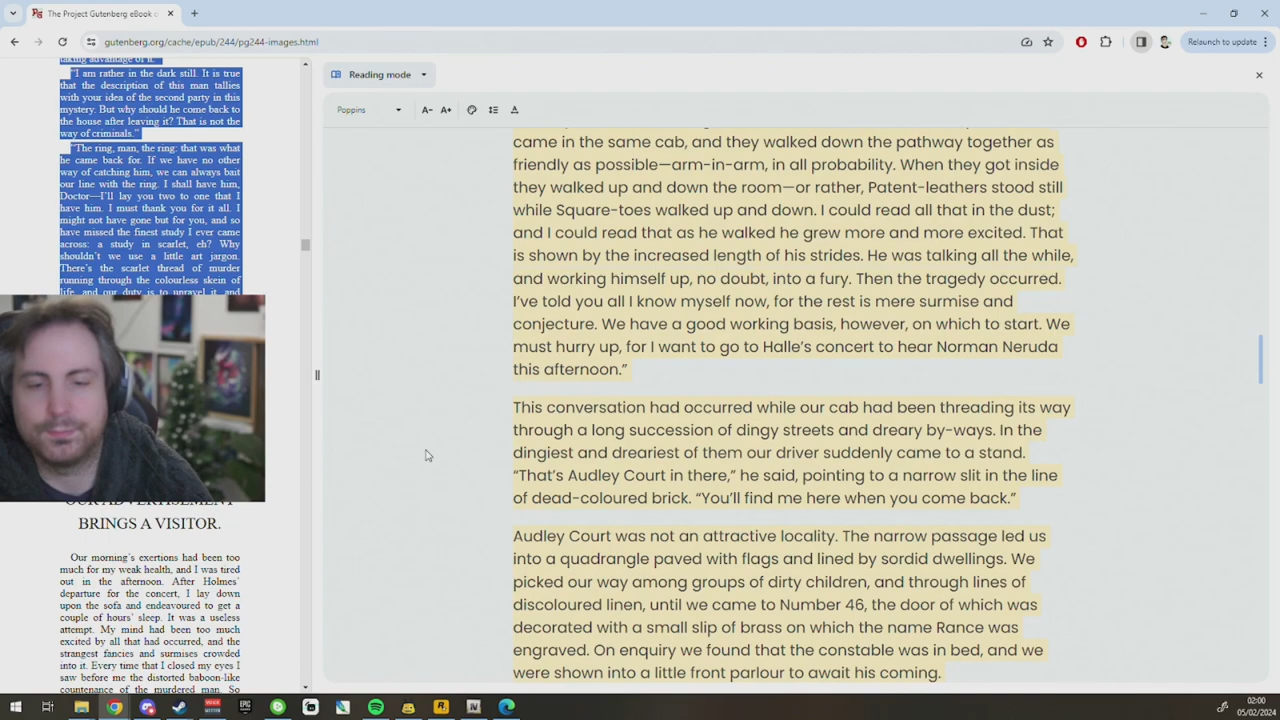 The Project Gutenberg eBook o
gutenberg.org/cache/epub/244/pg244-images.html
Relaunch to update
taking advantage of it.”
“I am rather in the dark still. It is true
that the description of this man tallies
with your idea of the second party in this
mystery. But why should he come back to
the house after leaving it? That is not the
way of criminals.”
“The ring, man, the ring: that was what
he came back for. If we have no other
way of catching him, we can always bait
our line with the ring. I shall have him,
Doctor—I’ll lay you two to one that I
have him. I must thank you for it all. I
might not have gone but for you, and so
have missed the finest study I ever came
across: a study in scarlet, eh? Why
shouldn’t we use a little art jargon.
There’s the scarlet thread of murder
running through the colourless skein of
life, and our duty is to unravel it, and
OUR ADVERTISEMENT
BRINGS A VISITOR.
Our morning’s exertions had been too
much for my weak health, and I was tired
out in the afternoon. After Holmes’
departure for the concert, I lay down
upon the sofa and endeavoured to get a
couple of hours’ sleep. It was a useless
attempt. My mind had been too much
excited by all that had occurred, and the
strangest fancies and surmises crowded
into it. Every time that I closed my eyes I
saw before me the distorted baboon-like
countenance of the murdered man. So
Reading mode
Poppins
A- A+
came in the same cab, and they walked down the pathway together as
friendly as possible—arm-in-arm, in all probability. When they got inside
they walked up and down the room—or rather, Patent-leathers stood still
while Square-toes walked up and down. I could read all that in the dust;
and I could read that as he walked he grew more and more excited. That
is shown by the increased length of his strides. He was talking all the while,
and working himself up, no doubt, into a fury. Then the tragedy occurred.
I’ve told you all I know myself now, for the rest is mere surmise and
conjecture. We have a good working basis, however, on which to start. We
must hurry up, for I want to go to Halle’s concert to hear Norman Neruda
this afternoon.”
This conversation had occurred while our cab had been threading its way
through a long succession of dingy streets and dreary by-ways. In the
dingiest and dreariest of them our driver suddenly came to a stand.
“That’s Audley Court in there,” he said, pointing to a narrow slit in the line
of dead-coloured brick. “You’ll find me here when you come back.”
Audley Court was not an attractive locality. The narrow passage led us
into a quadrangle paved with flags and lined by sordid dwellings. We
picked our way among groups of dirty children, and through lines of
discoloured linen, until we came to Number 46, the door of which was
decorated with a small slip of brass on which the name Rance was
engraved. On enquiry we found that the constable was in bed, and we
were shown into a little front parlour to await his coming.
02:00
05/02/2024